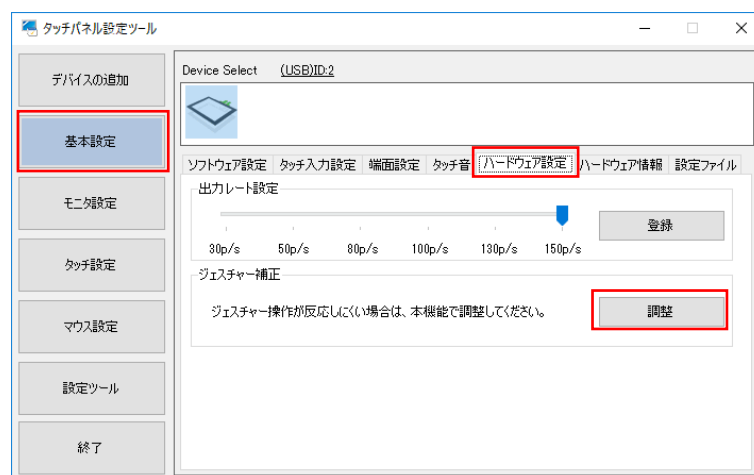 タッチパネル設定ツール
デバイスの追加
基本設定
モニタ設定
タッチ設定
マウス設定
設定ツール
終了
Device Select (USB)ID:2
ソフトウェア設定 タッチ入力設定 端面設定 タッチ音 ハードウェア設定 ハードウェア情報 設定ファイル
出力レート設定
30p/s 50p/s 80p/s 100p/s 130p/s 150p/s
登録
ジェスチャー補正
ジェスチャー操作が反応しにくい場合は、本機能で調整してください。
調整